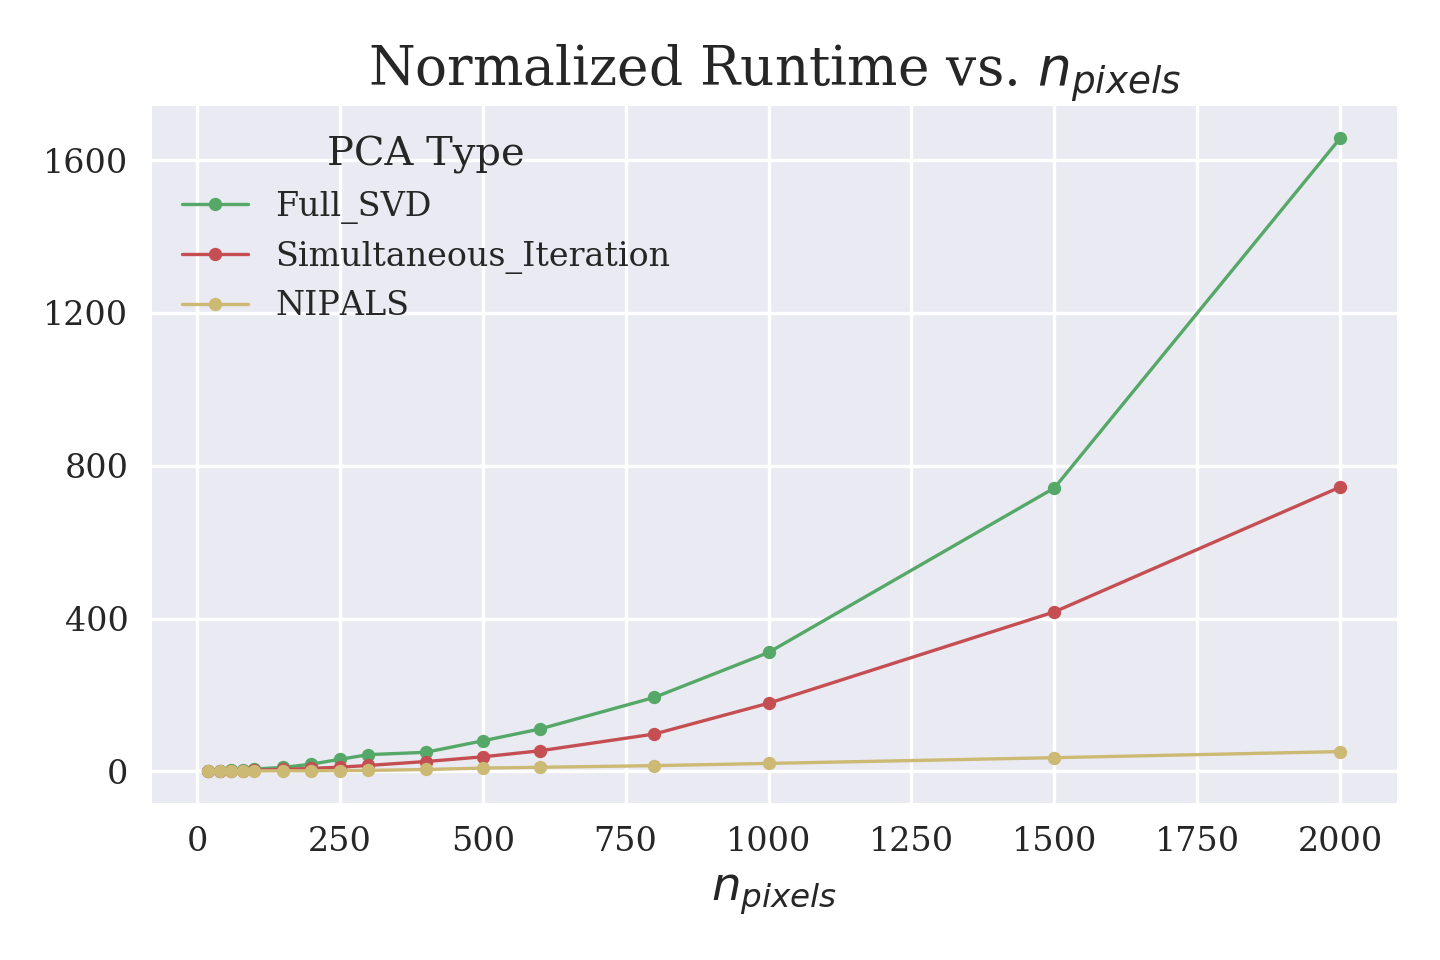 Normalized Runtime vs. n_pixels
PCA Type
Full_SVD
Simultaneous_Iteration
NIPALS
1600
1200
800
400
0
0 250 500 750 1000 1250 1500 1750 2000
n_pixels